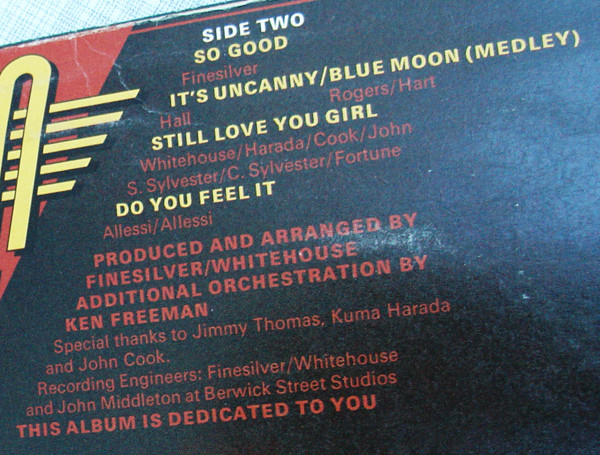 SIDE TWO
SO GOOD
Finesilver
IT'S UNCANNY/BLUE MOON (MEDLEY)
Hall Rogers/Hart
STILL LOVE YOU GIRL
Whitehouse/Harada/Cook/John
S. Sylvester/C. Sylvester/Fortune
DO YOU FEEL IT
Allessi/Allessi
PRODUCED AND ARRANGED BY
FINESILVER/WHITEHOUSE
ADDITIONAL ORCHESTRATION BY
KEN FREEMAN
Special thanks to Jimmy Thomas, Kuma Harada
and John Cook.
Recording Engineers: Finesilver/Whitehouse
and John Middleton at Berwick Street Studios
THIS ALBUM IS DEDICATED TO YOU